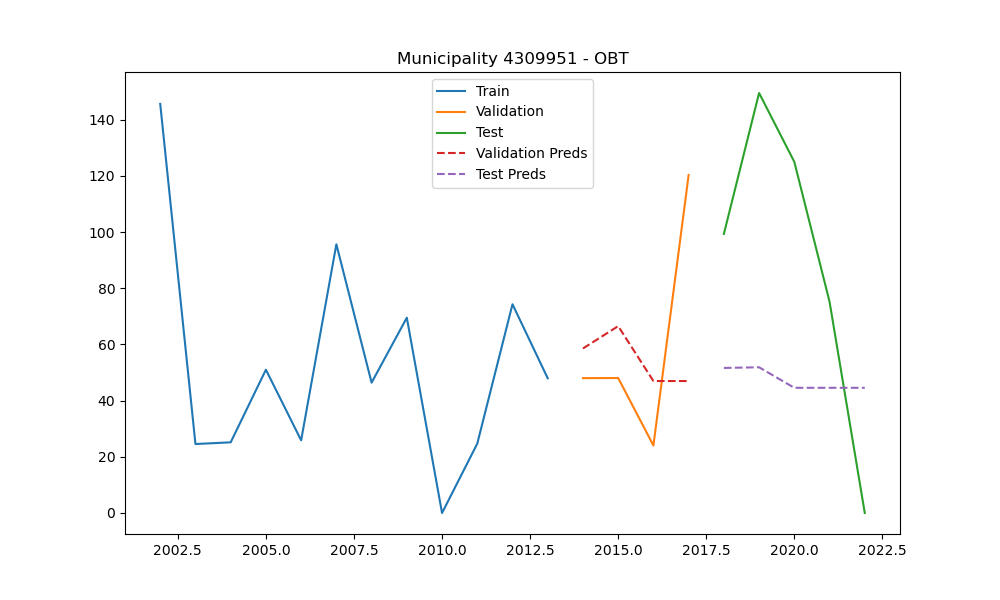 Municipality 4309951 - OBT
Train
Validation
Test
Validation Preds
Test Preds
140
120
100
80
60
40
20
0
2002.5 2005.0 2007.5 2010.0 2012.5 2015.0 2017.5 2020.0 2022.5